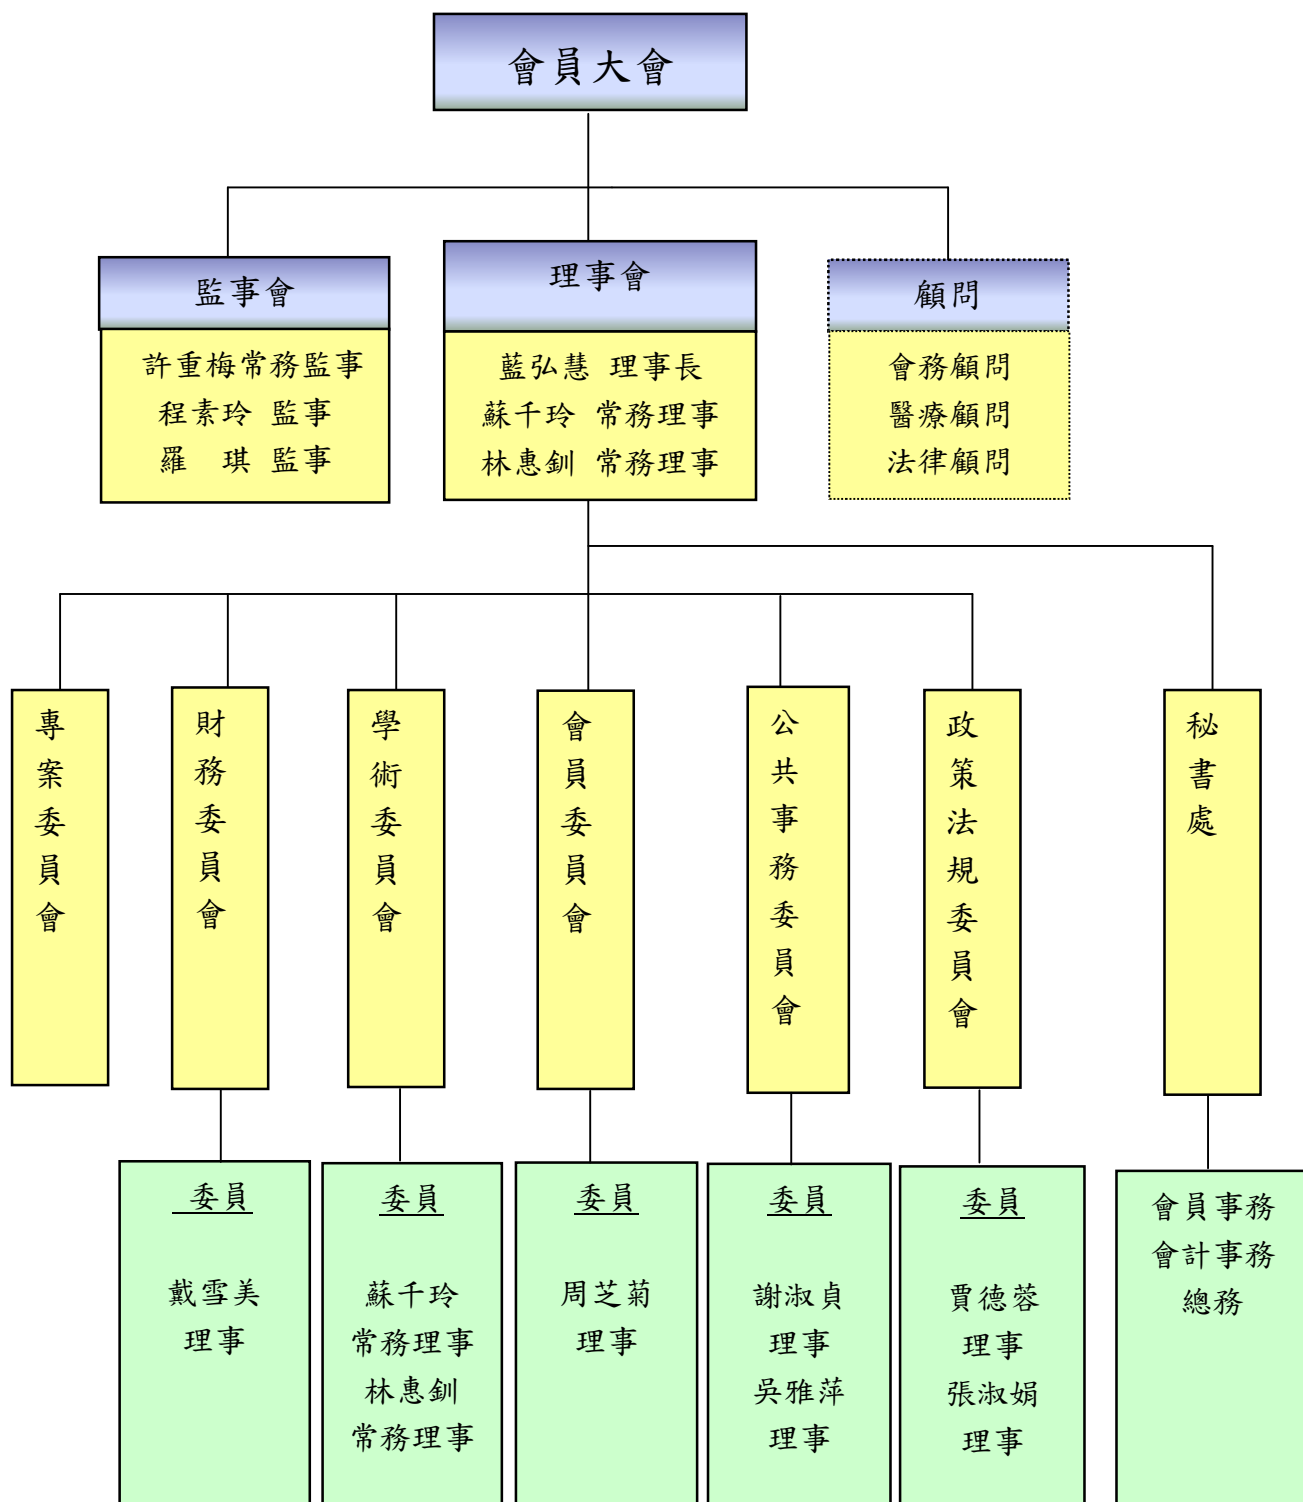 會員大會
監事會
許重梅常務監事
程素玲 監事
羅　琪 監事
理事會
藍弘慧 理事長
蘇千玲 常務理事
林惠釧 常務理事
顧問
會務顧問
醫療顧問
法律顧問
專案委員會
財務委員會
學術委員會
會員委員會
公共事務委員會
政策法規委員會
秘書處
委員
戴雪美
理事
委員
蘇千玲
常務理事
林惠釧
常務理事
委員
周芝菊
理事
委員
謝淑貞
理事
吳雅萍
理事
委員
賈德蓉
理事
張淑娟
理事
會員事務
會計事務
總務